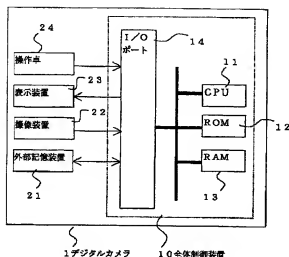 24
操作卓
23
表示装置
22
撮像装置
外部記憶装置
21
I/O
ポート
14
11
CPU
ROM
12
RAM
13
1デジタルカメラ
10全体制御装置